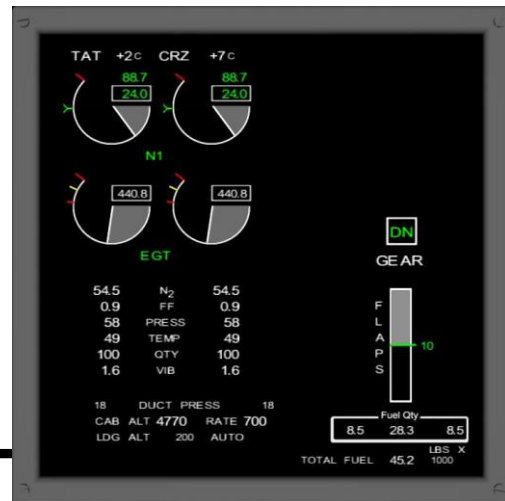 TAT +2c CRZ +7c
88.7 88.7
24.0 24.0
N1
440.8 440.8
EGT
DN
GEAR
54.5 N2 54.5
0.9 FF 0.9
58 PRESS 58
49 TEMP 49
100 QTY 100
1.6 VIB 1.6
FLAPS
10
18 DUCT PRESS 18
CAB ALT 4770 RATE 700
LDG ALT 200 AUTO
Fuel Qty
8.5 28.3 8.5
TOTAL FUEL 45.2 LBS X 1000